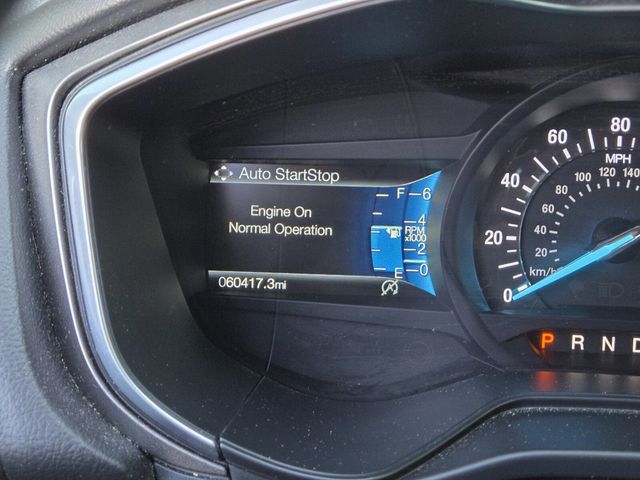 Auto StartStop
Engine On
Normal Operation
060417.3mi
F
E
6
4
RPM
x1000
2
0
80
60
40
20
0
MPH
140
120
100
80
60
40
20
km/h
P R N D